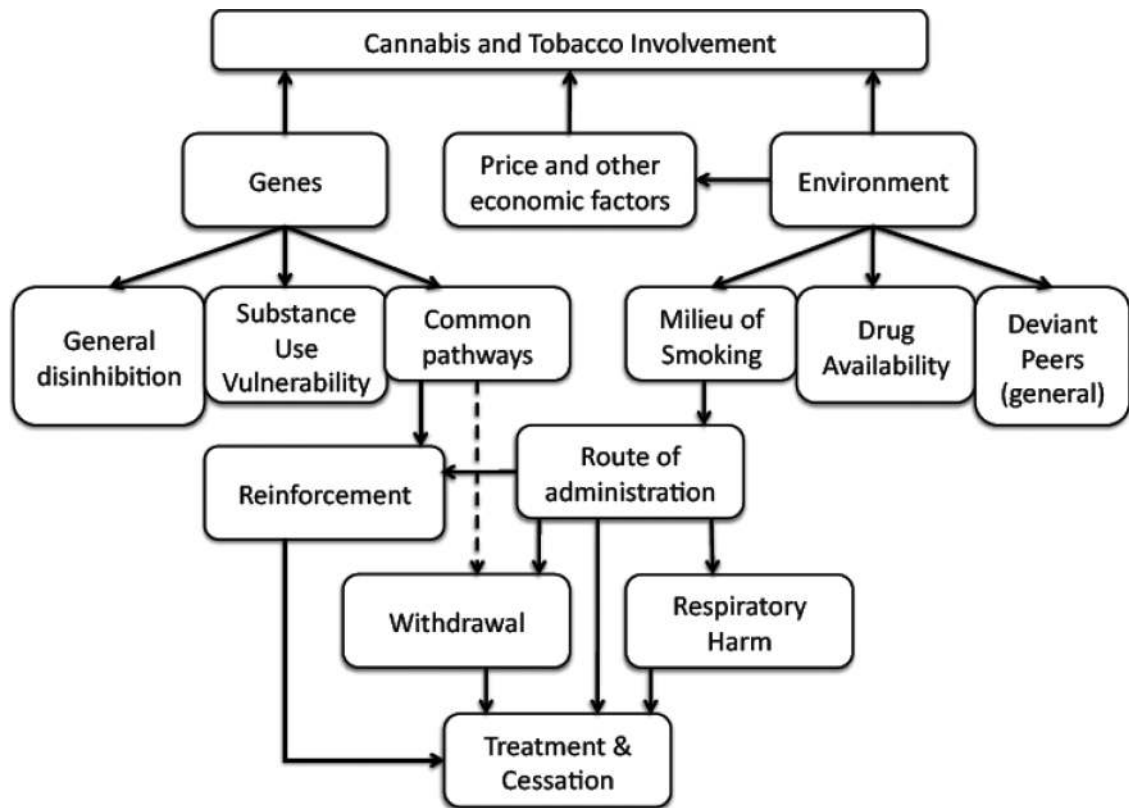 Cannabis and Tobacco Involvement
Genes
Price and other
economic factors
Environment
General
disinhibition
Substance
Use
Vulnerability
Common
pathways
Milieu of
Smoking
Drug
Availability
Deviant
Peers
(general)
Reinforcement
Route of
administration
Withdrawal
Respiratory
Harm
Treatment &
Cessation